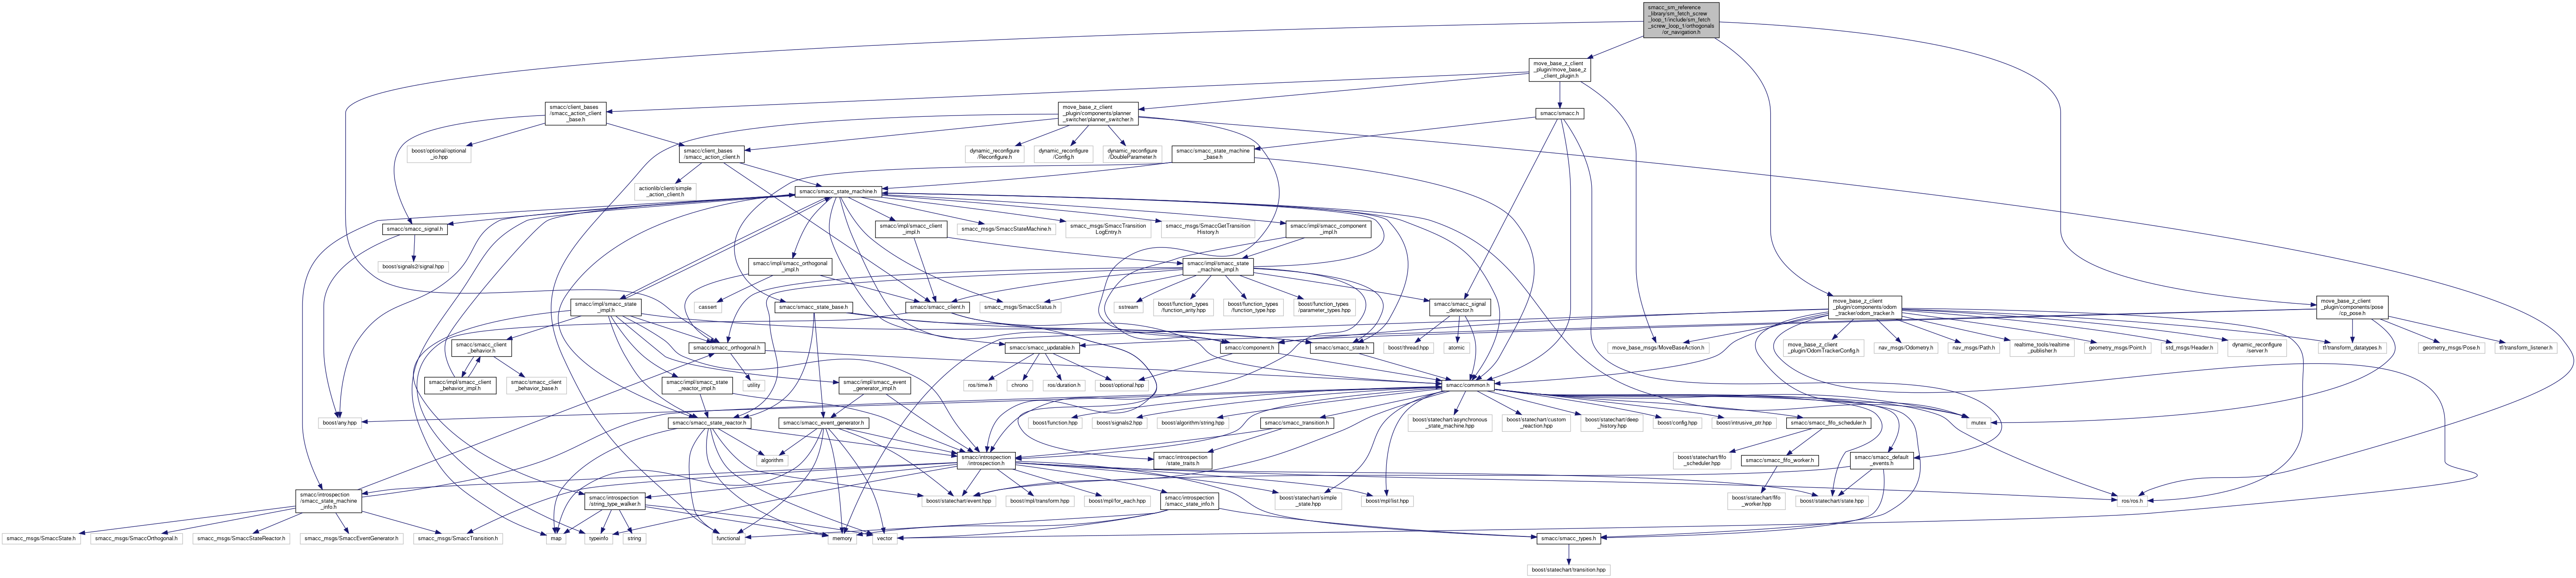 smacc_sm_reference
_library/sm_fetch_screw
_loop_1/include/sm_fetch
_screw_loop_1/orthogonals
/or_navigation.h
move_base_z_client
_plugin/move_base_z
_client_plugin.h
smacc/client_bases
/smacc_action_client
_base.h
move_base_z_client
_plugin/components/planner
_switcher/planner_switcher.h
smacc/smacc.h
boost/optional/optional
_io.hpp
smacc/client_bases
/smacc_action_client.h
dynamic_reconfigure
/Reconfigure.h
dynamic_reconfigure
/Config.h
dynamic_reconfigure
/DoubleParameter.h
smacc/smacc_state_machine
_base.h
actionlib/client/simple
_action_client.h
smacc/smacc_state_machine.h
smacc/smacc_signal.h
smacc/impl/smacc_client
_impl.h
smacc_msgs/SmaccStateMachine.h
smacc_msgs/SmaccTransition
LogEntry.h
smacc_msgs/SmaccGetTransition
History.h
smacc/impl/smacc_component
_impl.h
boost/signals2/signal.hpp
smacc/impl/smacc_orthogonal
_impl.h
smacc/impl/smacc_state
_machine_impl.h
smacc/impl/smacc_state
_impl.h
cassert
smacc/smacc_state_base.h
smacc/smacc_client.h
smacc_msgs/SmaccStatus.h
sstream
boost/function_types
/function_arity.hpp
boost/function_types
/function_type.hpp
boost/function_types
/parameter_types.hpp
smacc/smacc_signal
_detector.h
move_base_z_client
_plugin/components/odom
_tracker/odom_tracker.h
move_base_z_client
_plugin/components/pose
/cp_pose.h
smacc/smacc_client
_behavior.h
smacc/smacc_orthogonal.h
smacc/smacc_updatable.h
smacc/smacc_component.h
smacc/smacc_state.h
boost/thread.hpp
atomic
move_base_msgs/MoveBaseAction.h
move_base_z_client
_plugin/OdomTrackerConfig.h
nav_msgs/Odometry.h
nav_msgs/Path.h
realtime_tools/realtime
_publisher.h
geometry_msgs/Point.h
std_msgs/Header.h
dynamic_reconfigure
/server.h
tf/transform_datatypes.h
geometry_msgs/Pose.h
tf/transform_listener.h
smacc/impl/smacc_client
_behavior_impl.h
smacc/smacc_client
_behavior_base.h
smacc/impl/smacc_state
_reactor_impl.h
utility
smacc/impl/smacc_event
_generator_impl.h
ros/time.h
chrono
ros/duration.h
boost/optional.hpp
smacc/common.h
boost/any.hpp
smacc/smacc_state_reactor.h
smacc/smacc_event_generator.h
boost/function.hpp
boost/signals2.hpp
boost/algorithm/string.hpp
smacc/smacc_transition.h
boost/statechart/asynchronous
_state_machine.hpp
boost/statechart/custom
_reaction.hpp
boost/statechart/deep
_history.hpp
boost/config.hpp
boost/intrusive_ptr.hpp
smacc/smacc_fifo_scheduler.h
mutex
algorithm
smacc/introspection
/introspection.h
smacc/introspection
/state_traits.h
boost/statechart/fifo
_scheduler.hpp
smacc/smacc_fifo_worker.h
smacc/smacc_default
_events.h
smacc/introspection
/smacc_state_machine
_info.h
smacc/introspection
/string_type_walker.h
boost/statechart/event.hpp
boost/mpl/transform.hpp
boost/mpl/for_each.hpp
smacc/introspection
/smacc_state_info.h
boost/statechart/simple
_state.hpp
boost/mpl/list.hpp
boost/statechart/fifo
_worker.hpp
boost/statechart/state.hpp
ros/ros.h
smacc_msgs/SmaccState.h
smacc_msgs/SmaccOrthogonal.h
smacc_msgs/SmaccStateReactor.h
smacc_msgs/SmaccEventGenerator.h
smacc_msgs/SmaccTransition.h
map
typeinfo
string
functional
memory
vector
smacc/smacc_types.h
boost/statechart/transition.hpp